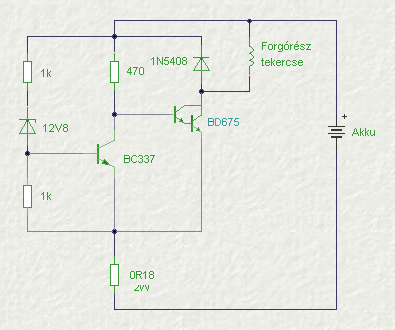 1N5408
Forgórész
tekercse
1k
470
12V8
BD675
+
Akku
BC337
1k
0R18
2W